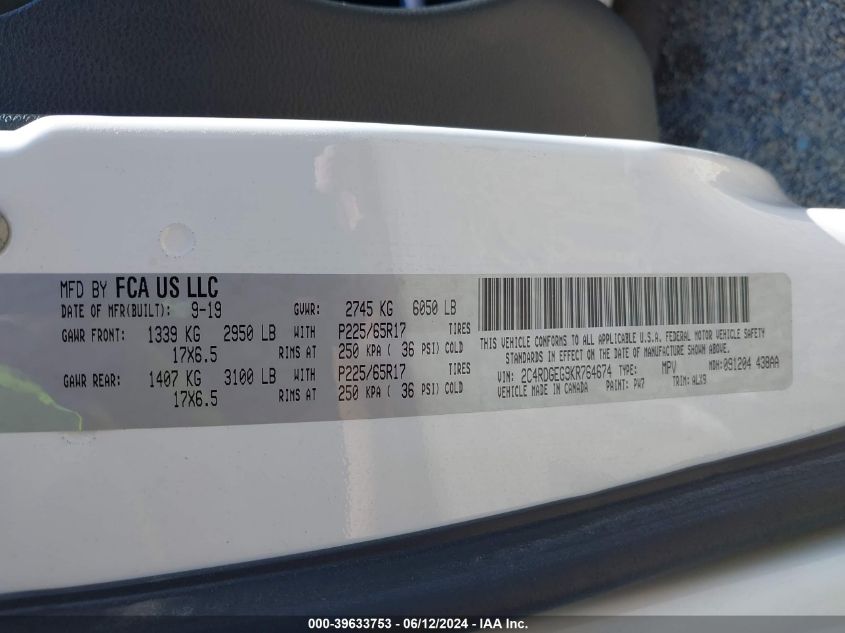 MFD BY FCA US LLC
DATE OF MFR(BUILT): 9-19 GVWR: 2745 KG 6050 LB
GAWR FRONT: 1339 KG 2950 LB WITH P225/65R17 TIRES
17X6.5 RIMS AT 250 KPA ( 36 PSI) COLD
GAWR REAR: 1407 KG 3100 LB WITH P225/65R17 TIRES
17X6.5 RIMS AT 250 KPA ( 36 PSI) COLD
THIS VEHICLE CONFORMS TO ALL APPLICABLE U.S.A. FEDERAL MOTOR VEHICLE SAFETY
STANDARDS IN EFFECT ON THE DATE OF MANUFACTURE SHOWN ABOVE.
VIN: 2C4RDGEG9KR764674 TYPE: MPV MDH: 091204 438AA
VEHICLE MADE IN CANADA PAINT: PW7 TRIM: ALX9
000-39633753 - 06/12/2024 - IAA Inc.